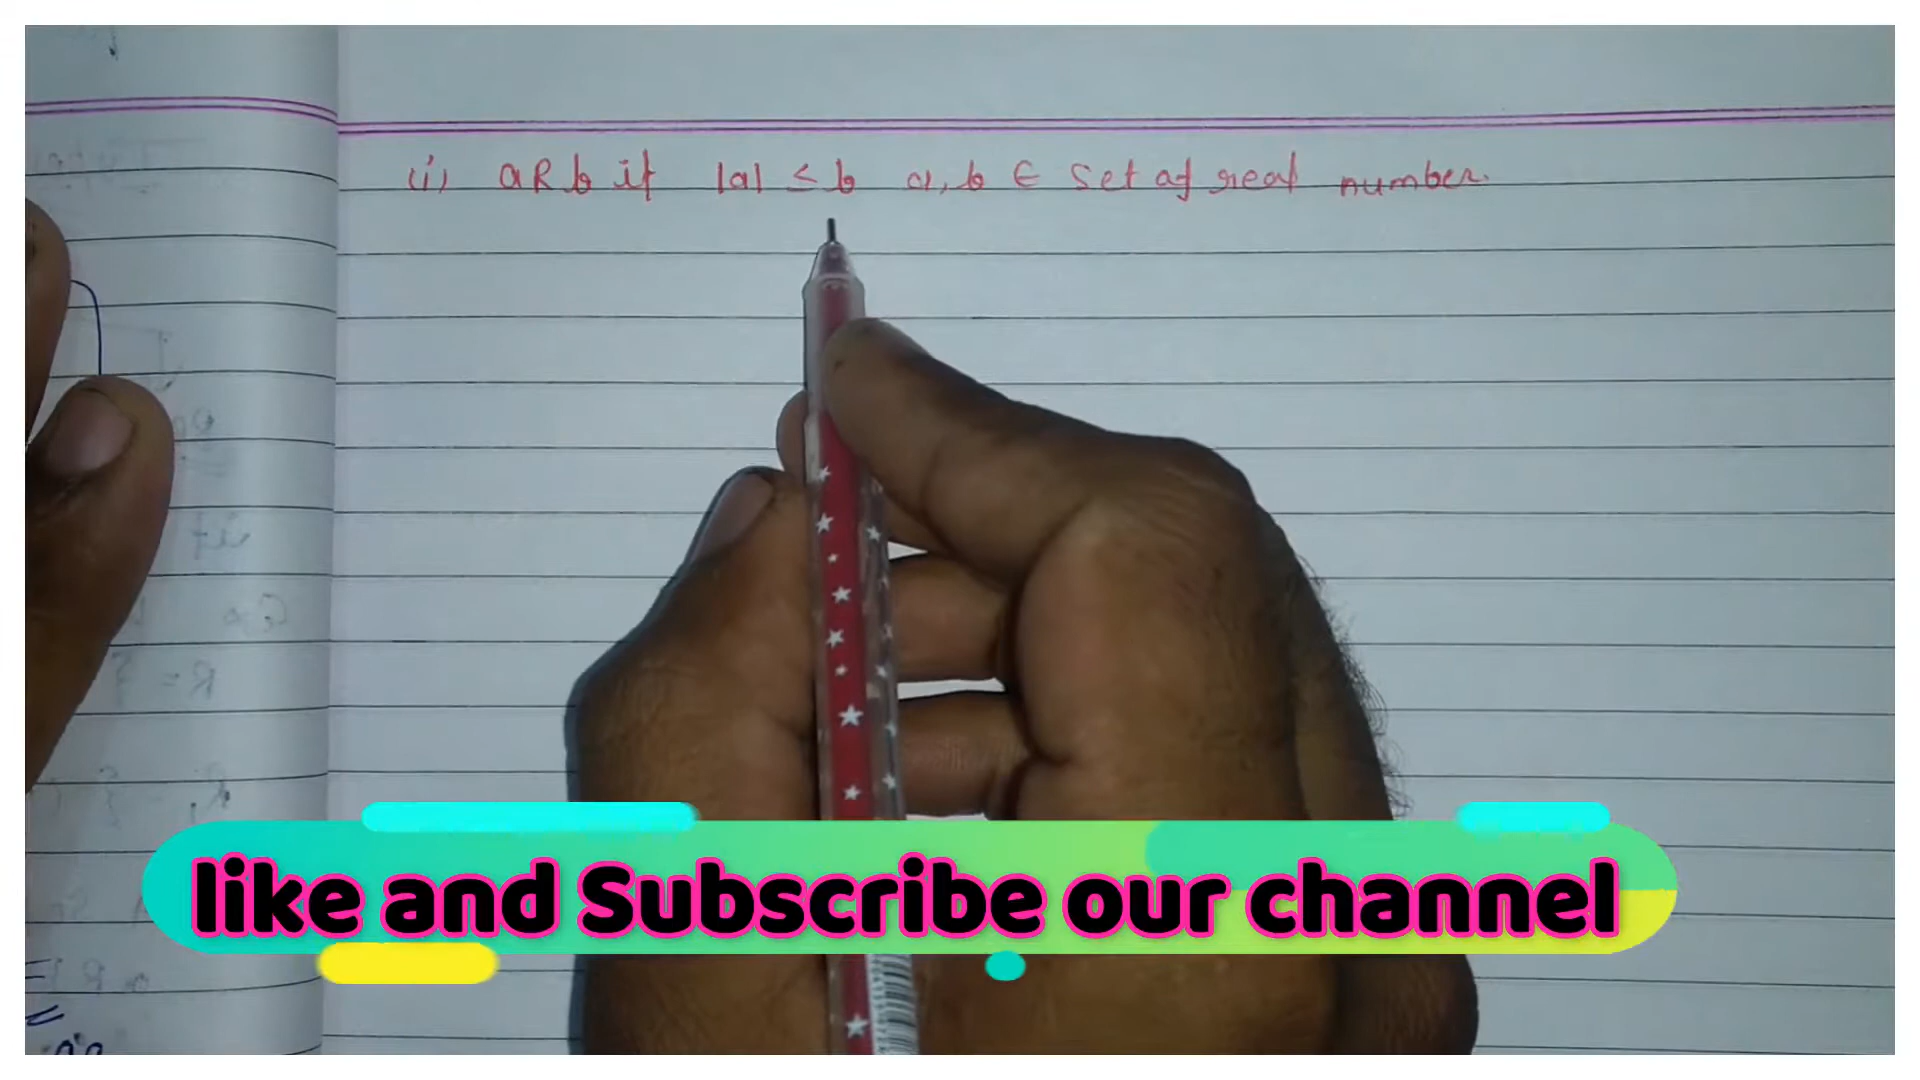 (i) aRb if |a| ≤ b a, b ∈ Set of real number.
like and Subscribe our channel